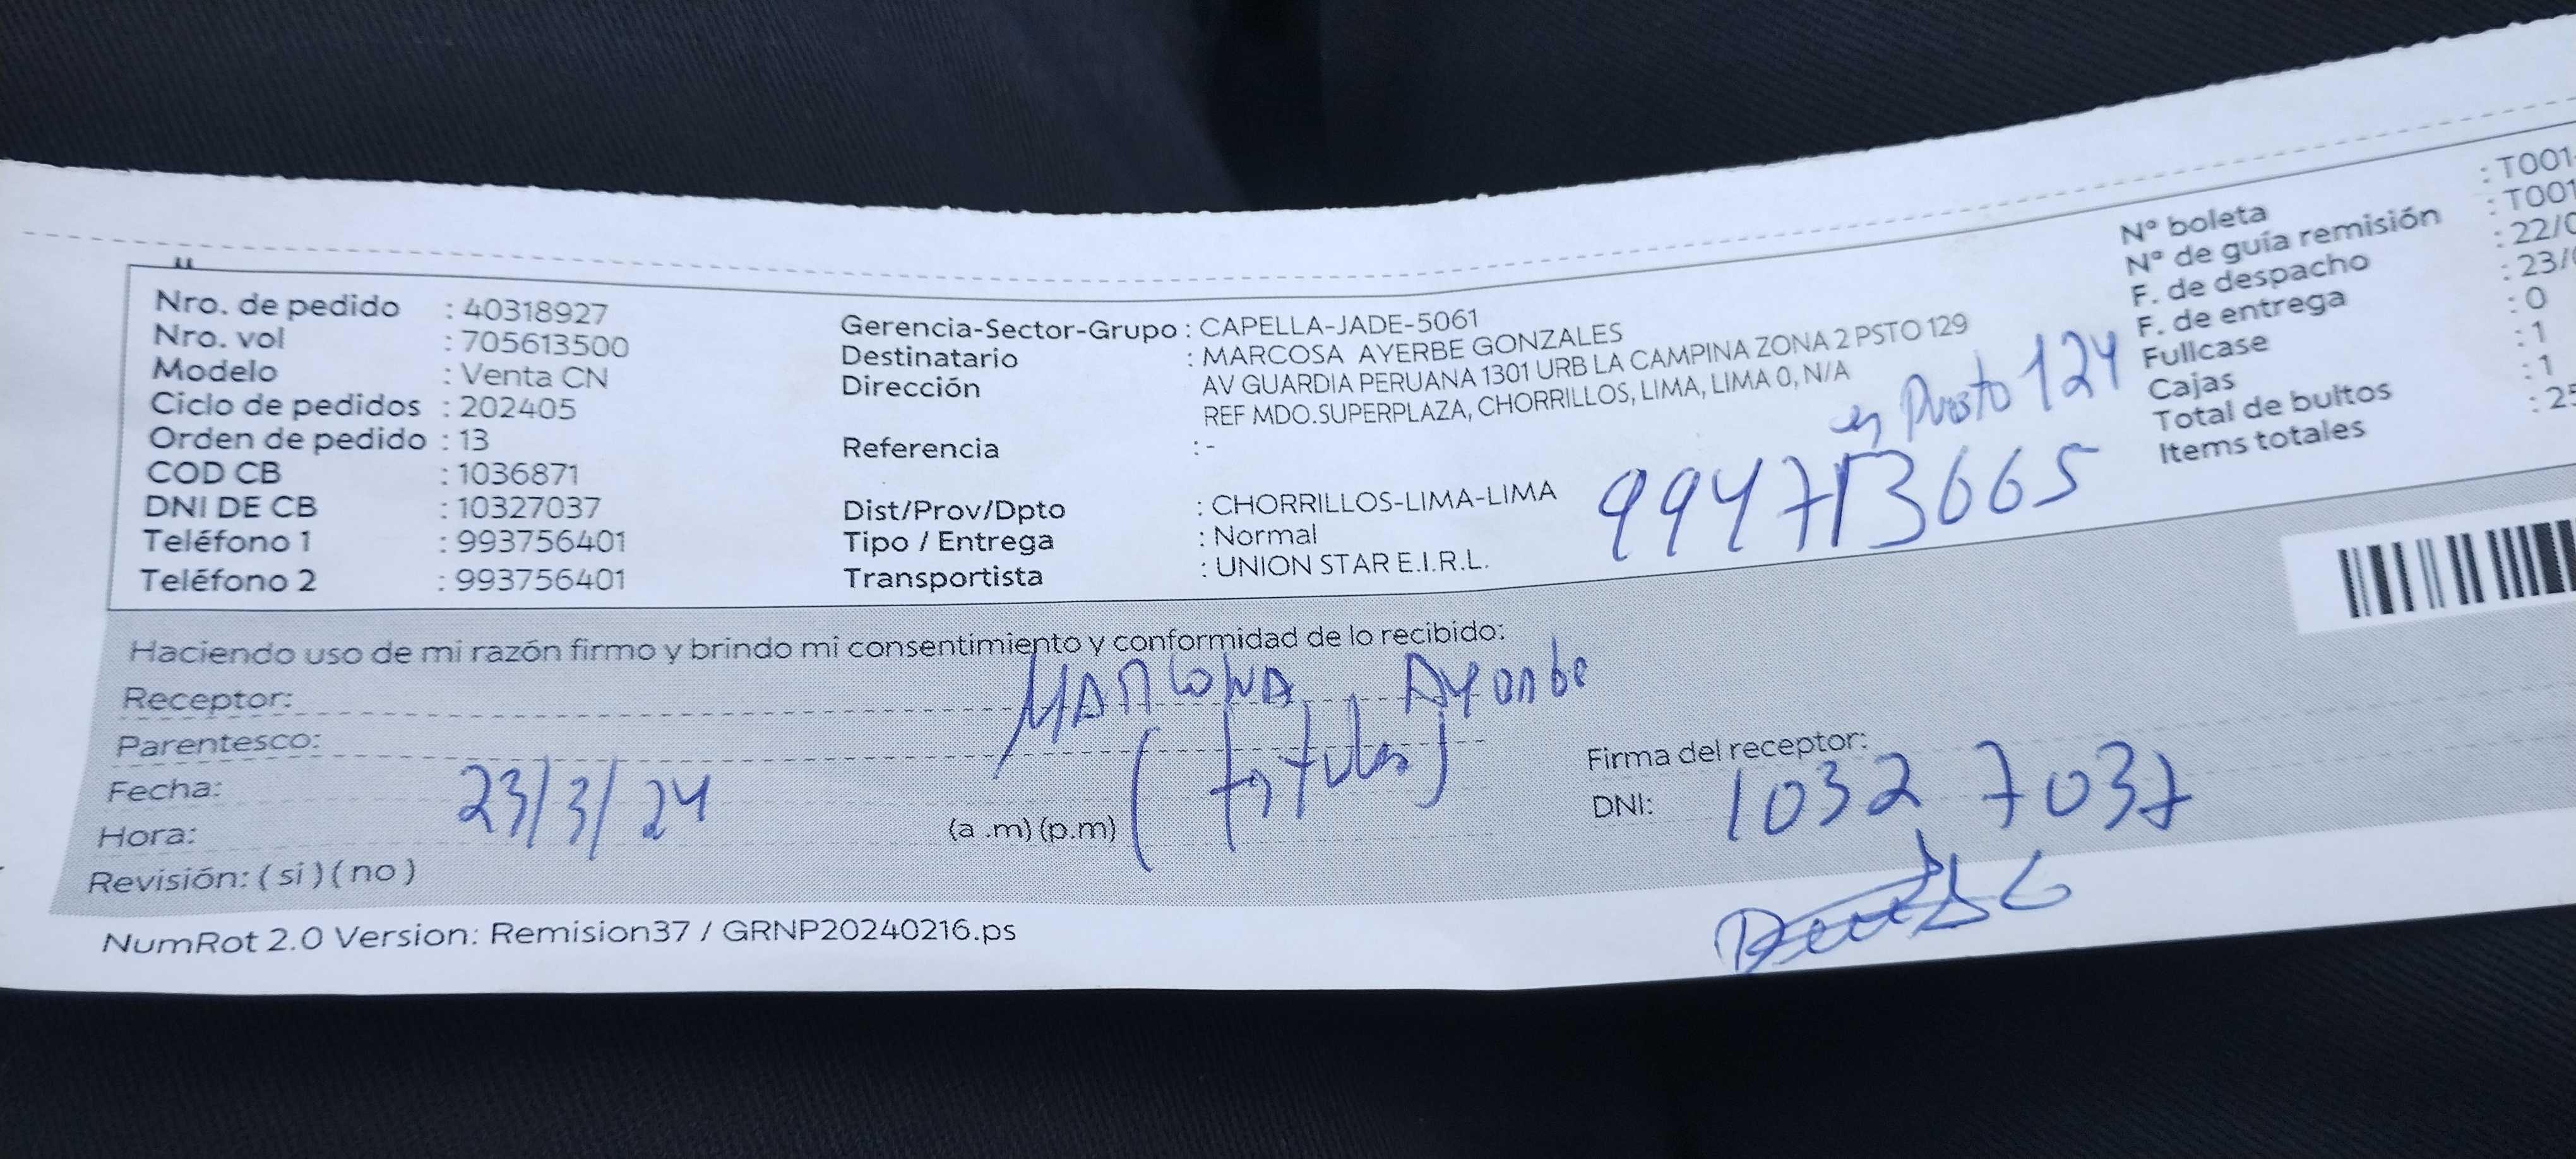 Nro. de pedido : 40318927
Nro. vol : 705613500
Modelo : Venta CN
Ciclo de pedidos : 202405
Orden de pedido : 13
COD CB : 1036871
DNI DE CB : 10327037
Teléfono 1 : 993756401
Teléfono 2 : 993756401
Gerencia-Sector-Grupo : CAPELLA-JADE-5061
Destinatario : MARCOSA AYERBE GONZALES
Dirección AV GUARDIA PERUANA 1301 URB LA CAMPINA ZONA 2 PSTO 129
REF MDO.SUPERPLAZA, CHORRILLOS, LIMA, LIMA 0, N/A
Referencia : -
Dist/Prov/Dpto : CHORRILLOS-LIMA-LIMA
Tipo / Entrega : Normal
Transportista : UNION STAR E.I.R.L.
Puesto 124
994713665
N° boleta : T001
N° de guía remisión : T001
F. de despacho : 22/0
F. de entrega : 23/
Fullcase : 0
Cajas : 1
Total de bultos : 1
Items totales : 25
Haciendo uso de mi razón firmo y brindo mi consentimiento y conformidad de lo recibido:
Receptor: Ayerbe
Parentesco:
Fecha: 23/3/24
Hora: (a .m) (p.m)
Revisión: ( si ) ( no )
Firma del receptor:
DNI: 1032 7037
NumRot 2.0 Version: Remision37 / GRNP20240216.ps